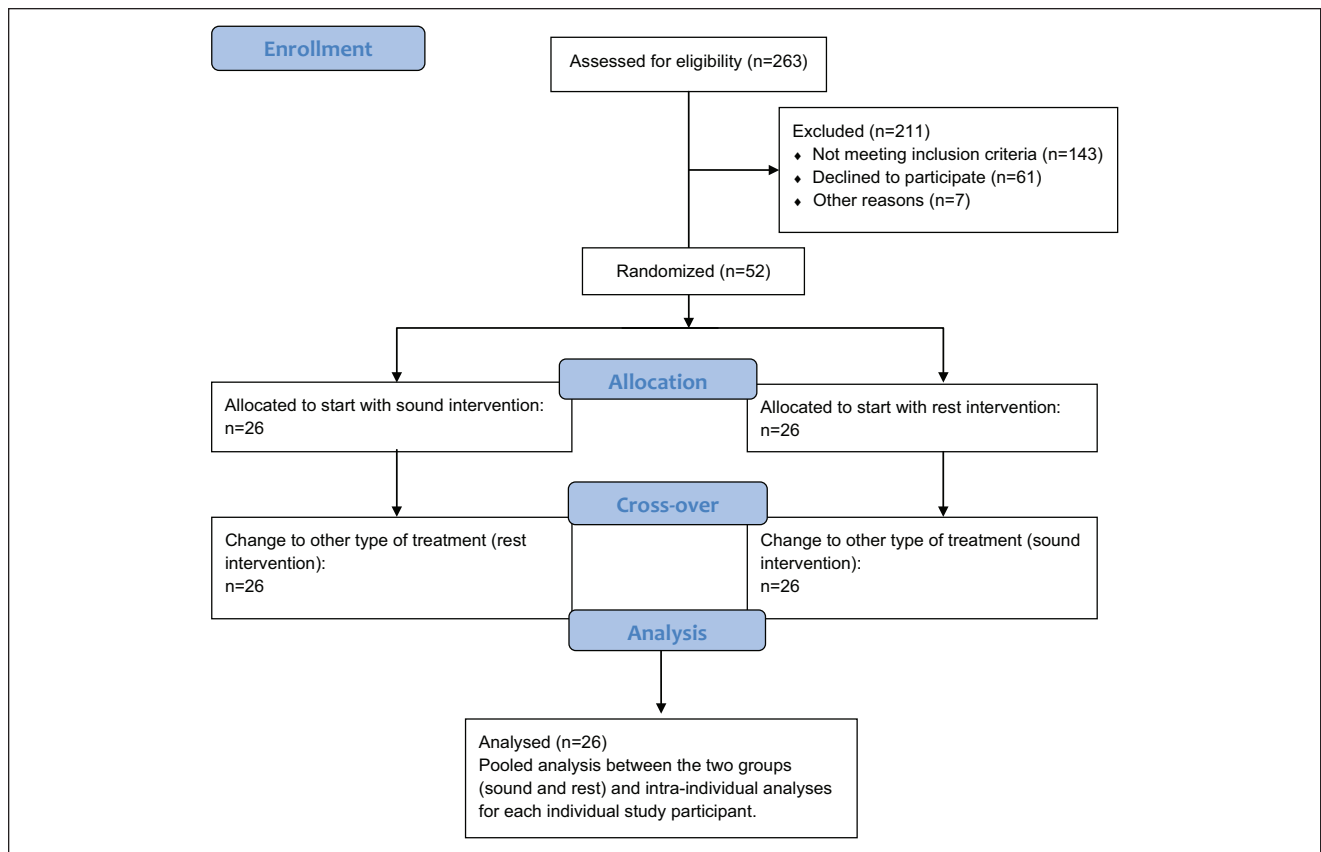 Enrollment
Assessed for eligibility (n=263)
Excluded (n=211)
♦ Not meeting inclusion criteria (n=143)
♦ Declined to participate (n=61)
♦ Other reasons (n=7)
Randomized (n=52)
Allocation
Allocated to start with sound intervention:
n=26
Allocated to start with rest intervention:
n=26
Cross-over
Change to other type of treatment (rest
intervention):
n=26
Change to other type of treatment (sound
intervention):
n=26
Analysis
Analysed (n=26)
Pooled analysis between the two groups
(sound and rest) and intra-individual analyses
for each individual study participant.